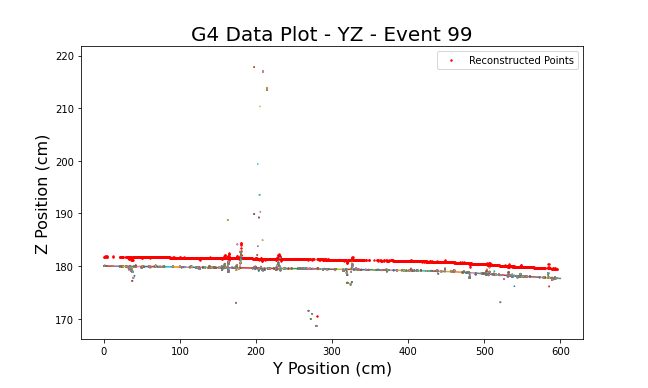 G4 Data Plot - YZ - Event 99
Reconstructed Points
Z Position (cm)
220
210
200
190
180
170
0 100 200 300 400 500 600
Y Position (cm)